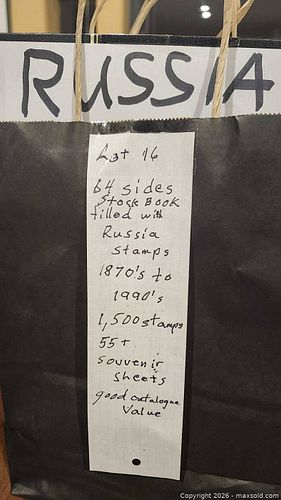 RUSSIA
Lot 16
64 sides
Stock Book
filled with
Russia
Stamps
1870's to
1990's
1,500 stamps
55+
souvenir
sheets
good catalogue
Value
Copyright 2026 - maxsold.com